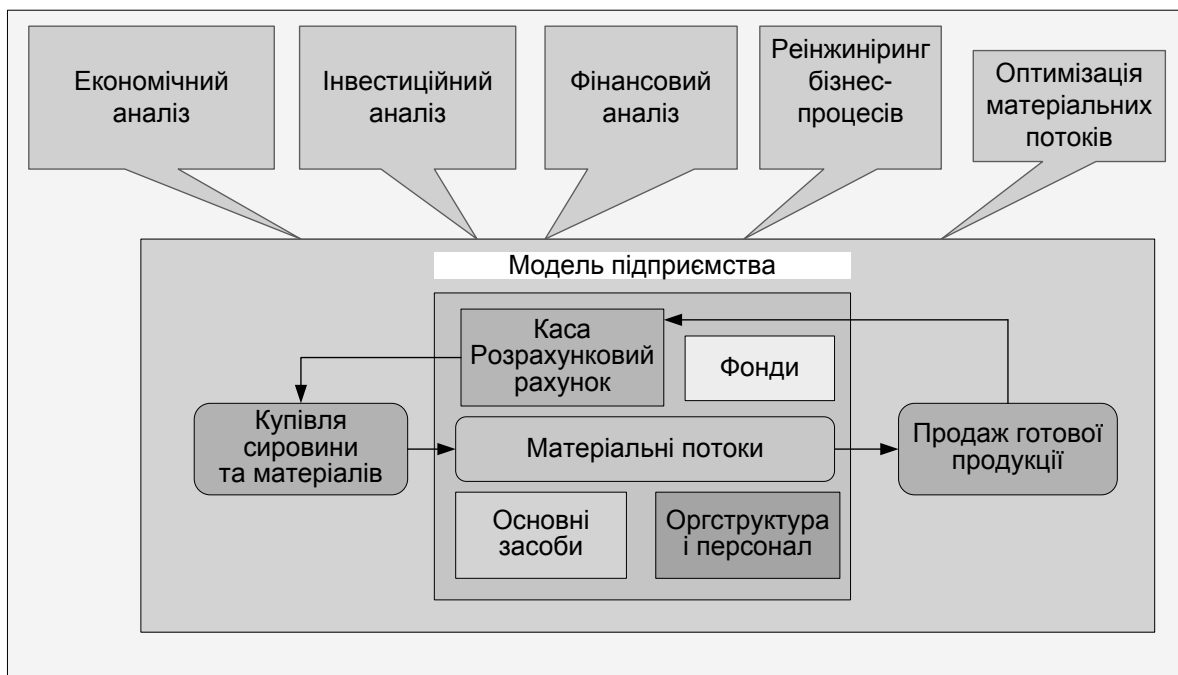 Економічний
аналіз
Інвестиційний
аналіз
Фінансовий
аналіз
Реінжиніринг
бізнес-
процесів
Оптимізація
матеріальних
потоків
Модель підприємства
Каса
Розрахунковий
рахунок
Фонди
Купівля
сировини
та матеріалів
Матеріальні потоки
Продаж готової
продукції
Основні
засоби
Оргструктура
і персонал